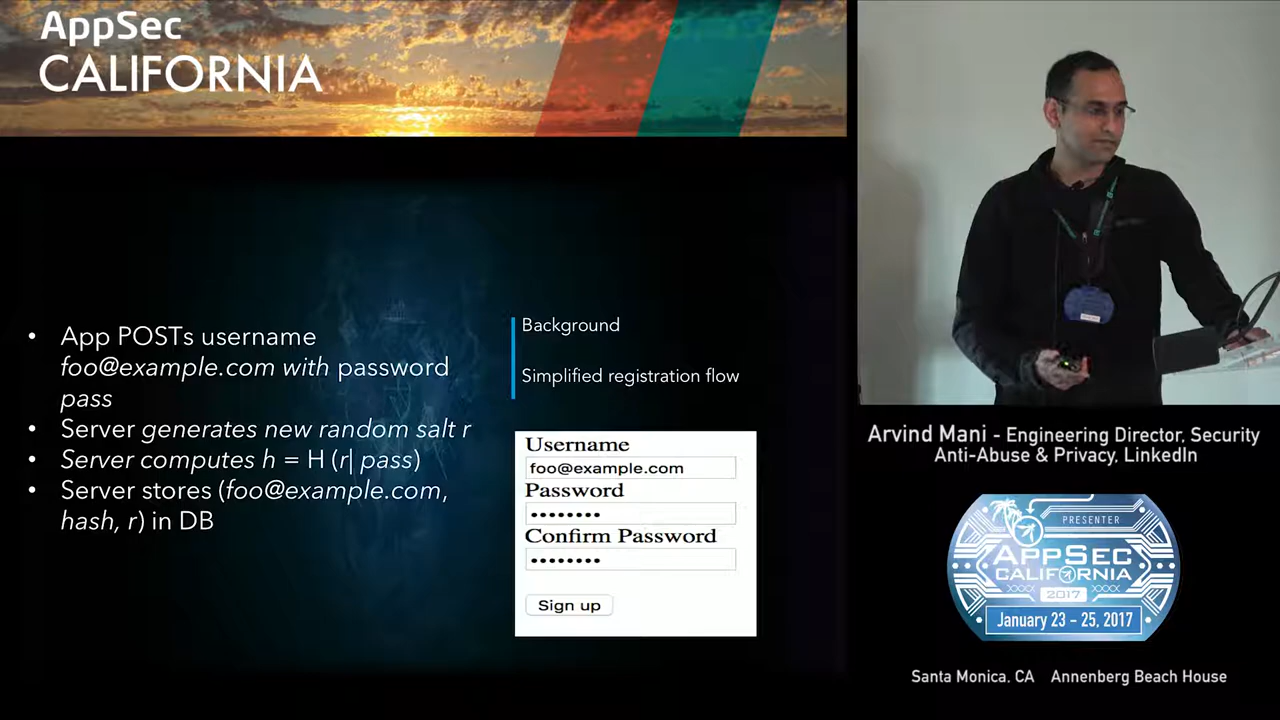 AppSec
CALIFORNIA
• App POSTs username
foo@example.com with password
pass
• Server generates new random salt r
• Server computes h = H (r| pass)
• Server stores (foo@example.com,
hash, r) in DB
Background
Simplified registration flow
Username
foo@example.com
Password
••••••••
Confirm Password
••••••••
Sign up
Arvind Mani - Engineering Director, Security
Anti-Abuse & Privacy, LinkedIn
PRESENTER
APPSEC
CALIFORNIA
2017
January 23 - 25, 2017
Santa Monica, CA Annenberg Beach House